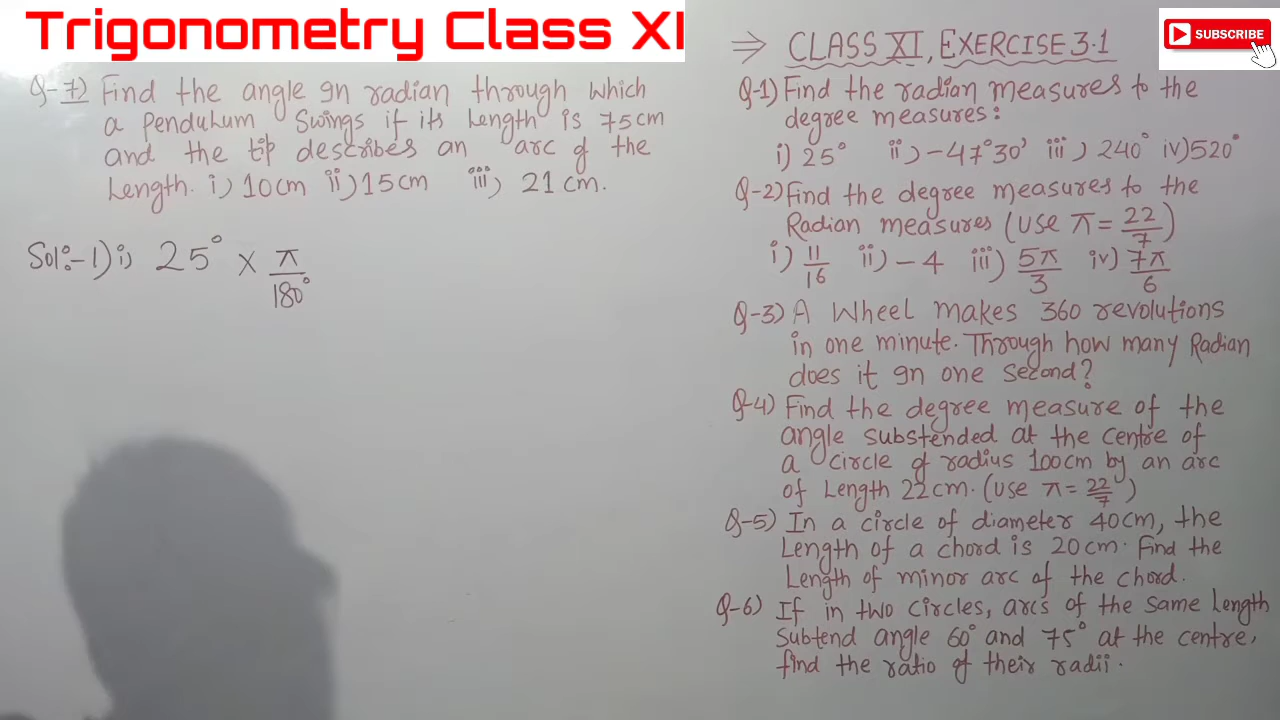 Trigonometry Class XI
Q-7) Find the angle gn radian through which
a Pendulum Swings if its Length is 75cm
and the tip describes an arc of the
Length. i) 10cm ii) 15cm iii) 21cm.
Sol:-1) i) 25° × π/180°
⇒ CLASS XI, EXERCISE 3.1
SUBSCRIBE
Q-1) Find the radian measures to the
degree measures:
i) 25° ii) -47°30' iii) 240° iv) 520°
Q-2) Find the degree measures to the
Radian measures (use π = 22/7)
i) 11/16 ii) -4 iii) 5π/3 iv) 7π/6
Q-3) A Wheel makes 360 revolutions
in one minute. Through how many Radian
does it gn one second?
Q-4) Find the degree measure of the
angle substended at the centre of
a circle of radius 100cm by an arc
of Length 22cm. (use π = 22/7)
Q-5) In a circle of diameter 40cm, the
Length of a chord is 20cm. Find the
Length of minor arc of the chord.
Q-6) If in two circles, arcs of the same Length
Subtend angle 60° and 75° at the centre,
find the ratio of their radii.